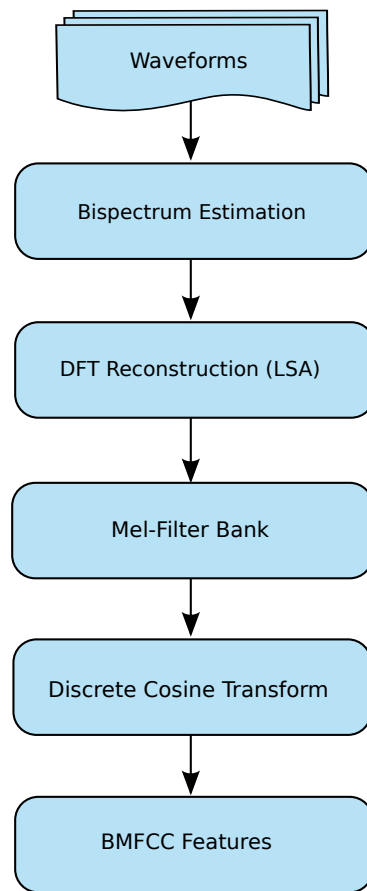 Waveforms
Bispectrum Estimation
DFT Reconstruction (LSA)
Mel-Filter Bank
Discrete Cosine Transform
BMFCC Features